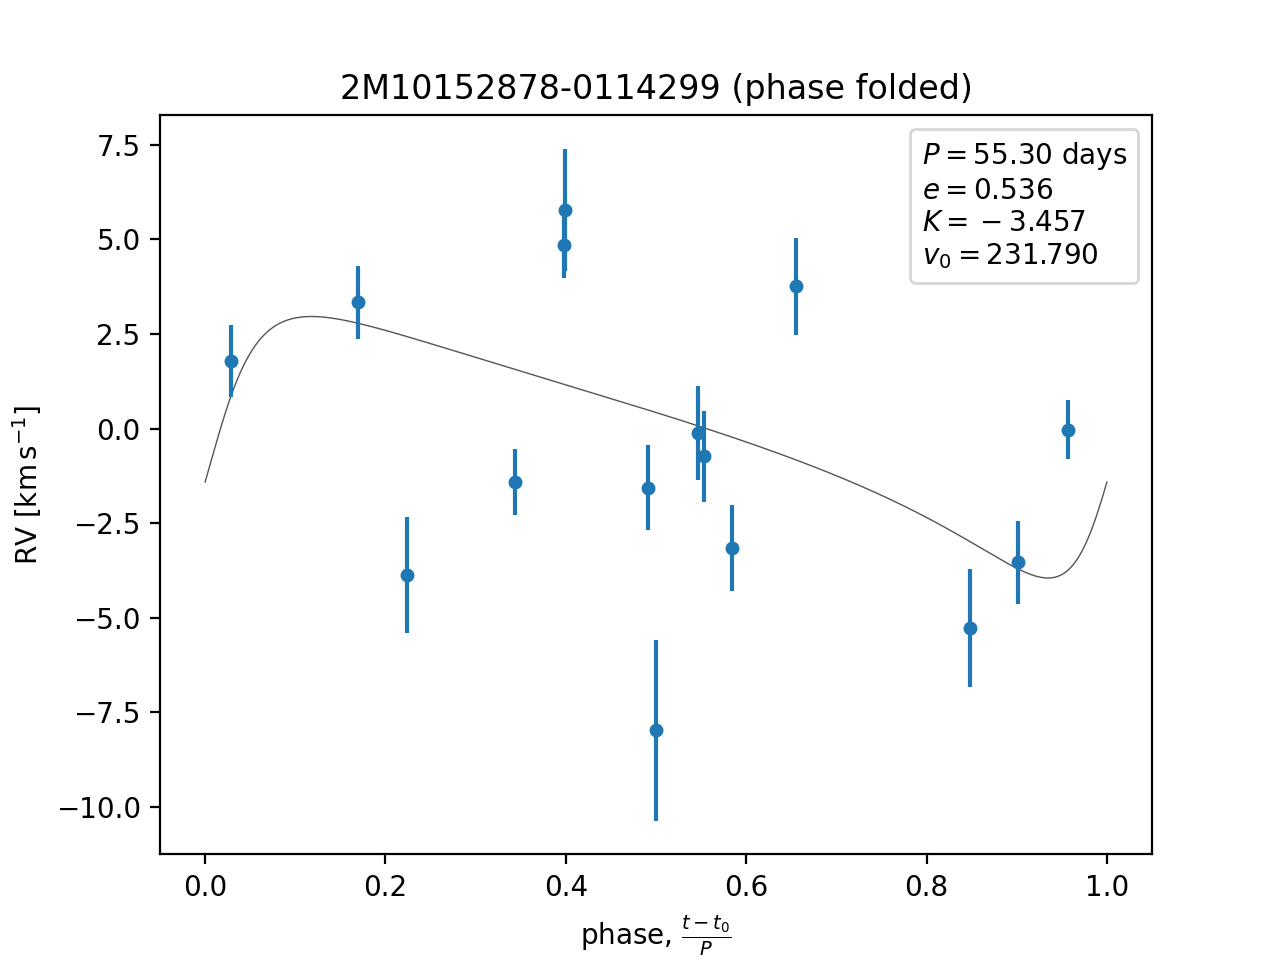 2M10152878-0114299 (phase folded)
P = 55.30 days
e = 0.536
K = −3.457
v₀ = 231.790
RV [km s⁻¹]
7.5
5.0
2.5
0.0
−2.5
−5.0
−7.5
−10.0
0.0 0.2 0.4 0.6 0.8 1.0
phase, (t − t₀)/P